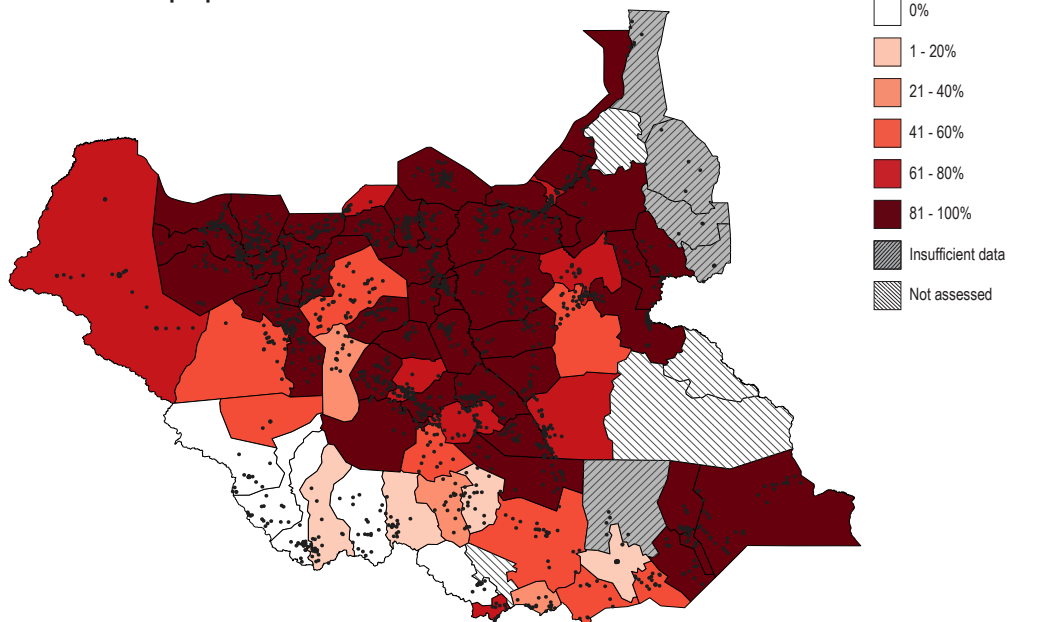 0%
1 - 20%
21 - 40%
41 - 60%
61 - 80%
81 - 100%
Insufficient data
Not assessed